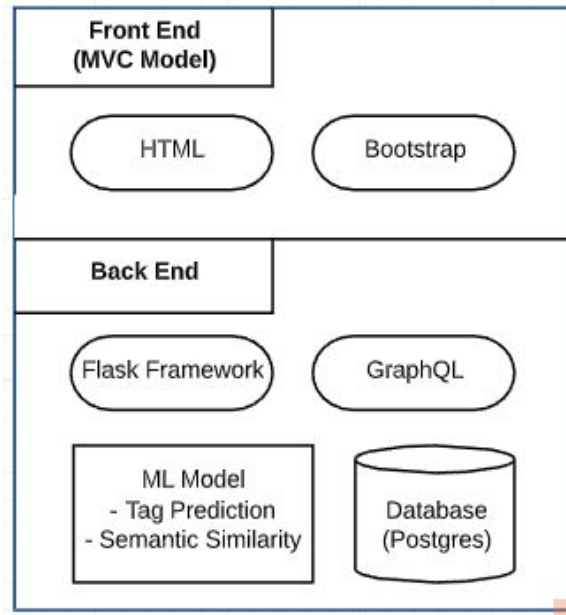 Front End
(MVC Model)
HTML
Bootstrap
Back End
Flask Framework
GraphQL
ML Model
- Tag Prediction
- Semantic Similarity
Database
(Postgres)